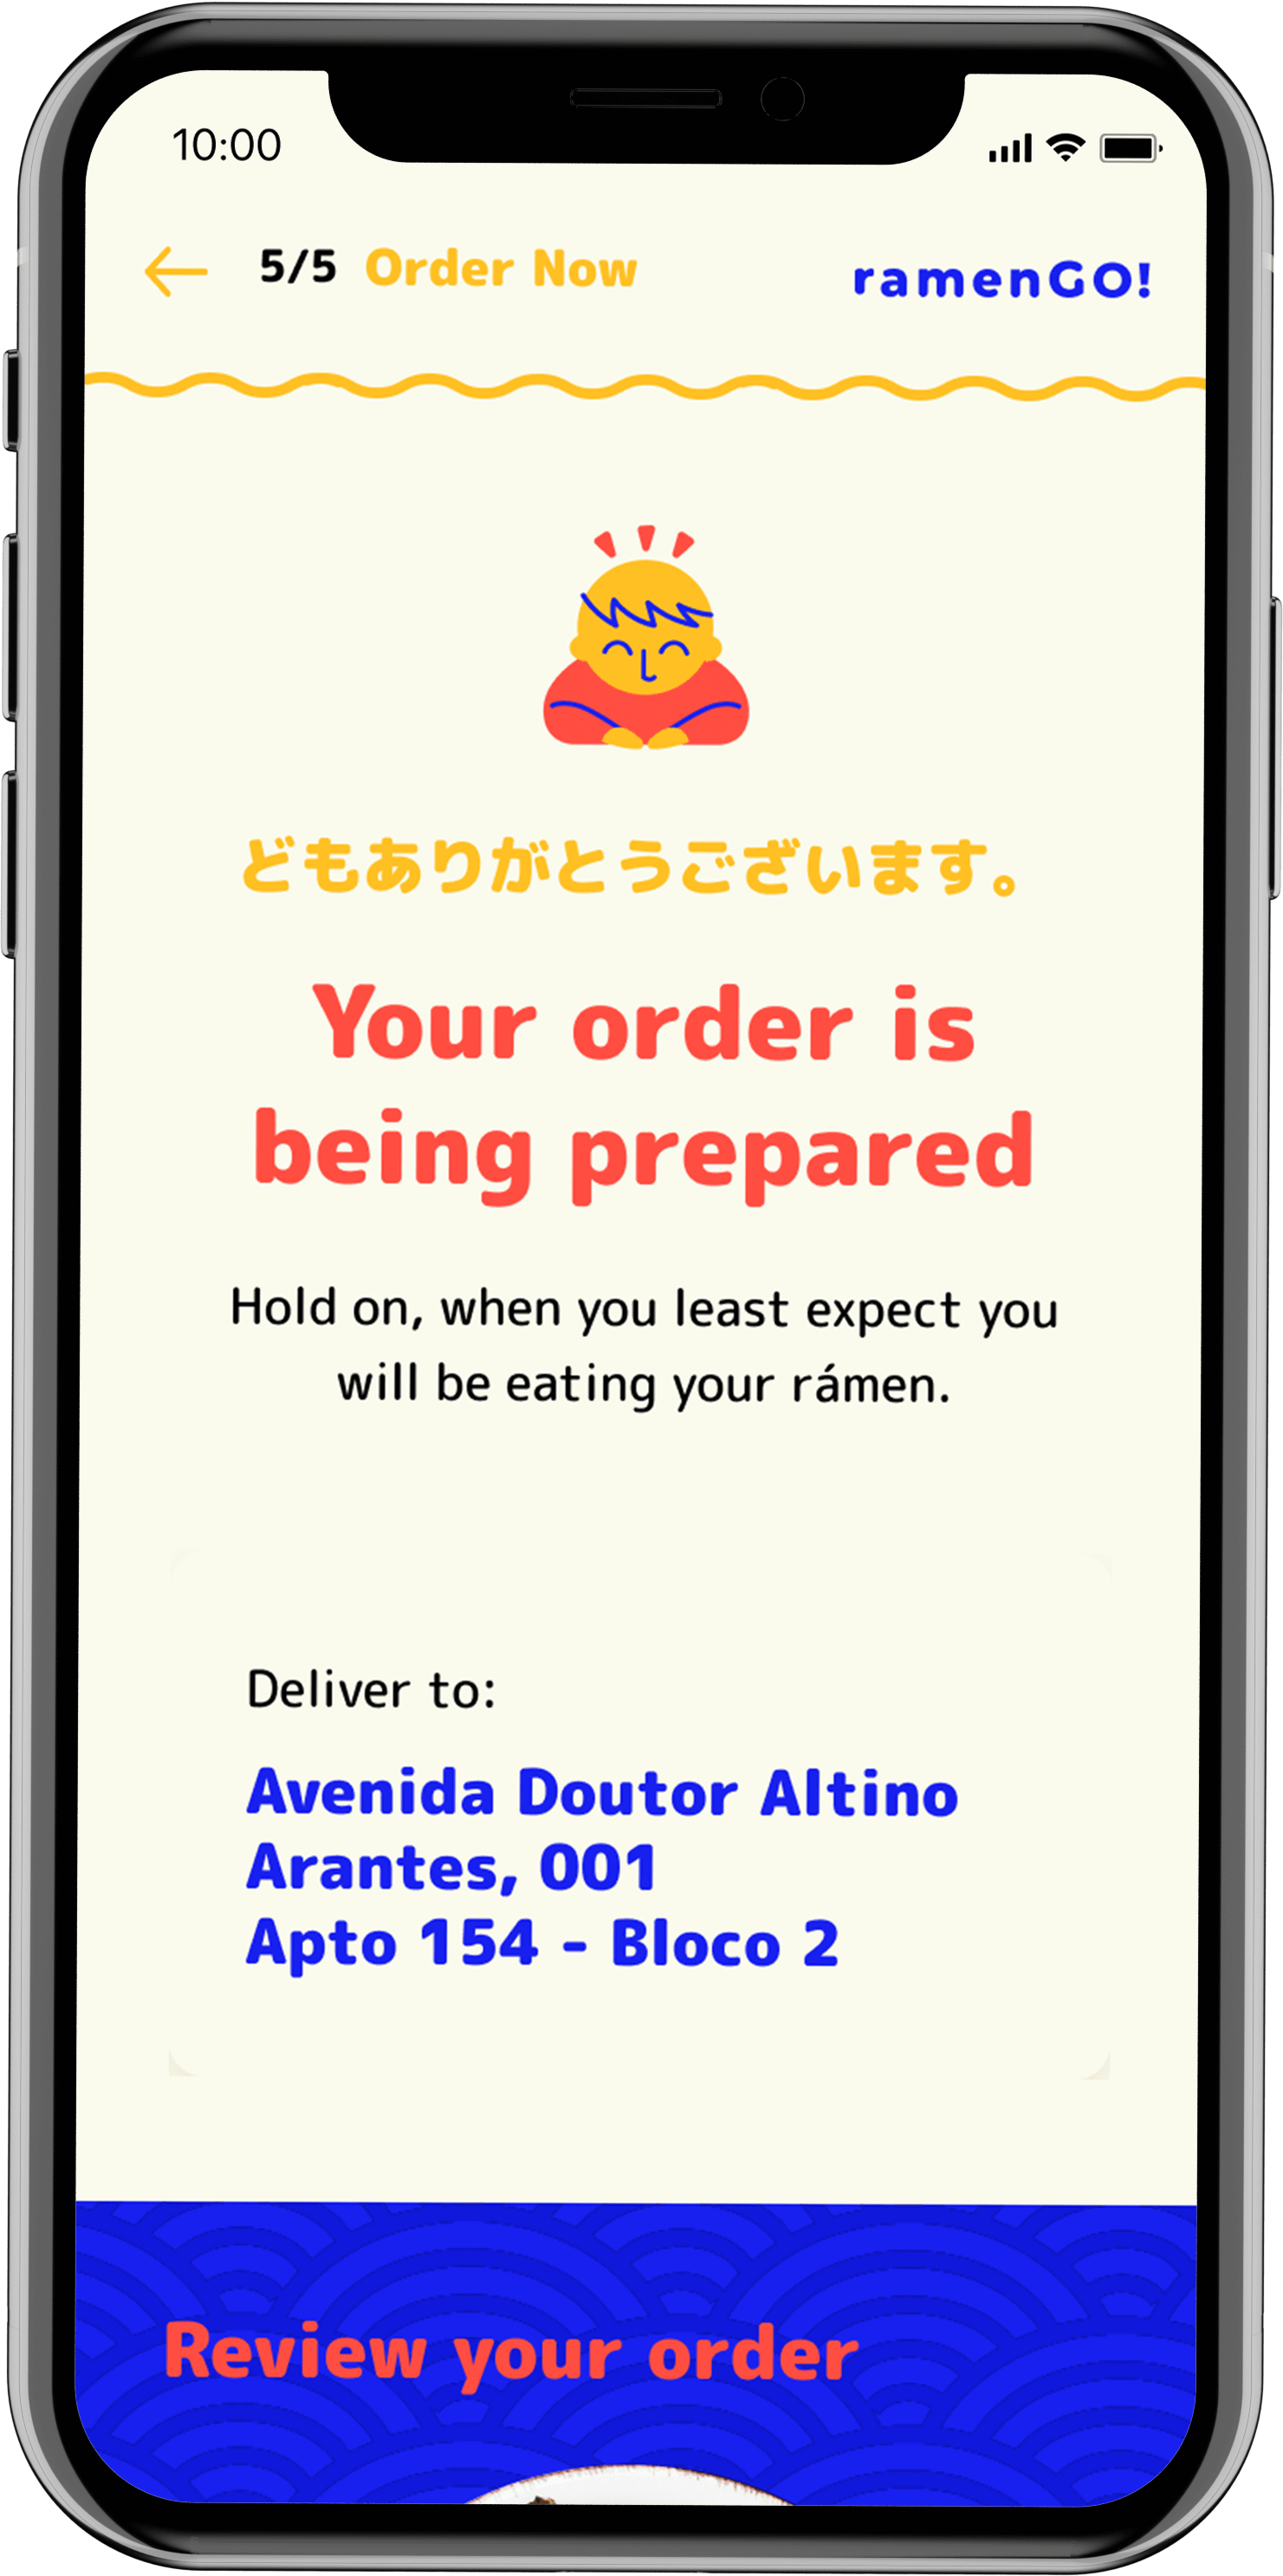 10:00
5/5 Order Now
ramenGO!
どもありがとうございます。
Your order is
being prepared
Hold on, when you least expect you
will be eating your rámen.
Deliver to:
Avenida Doutor Altino
Arantes, 001
Apto 154 - Bloco 2
Review your order